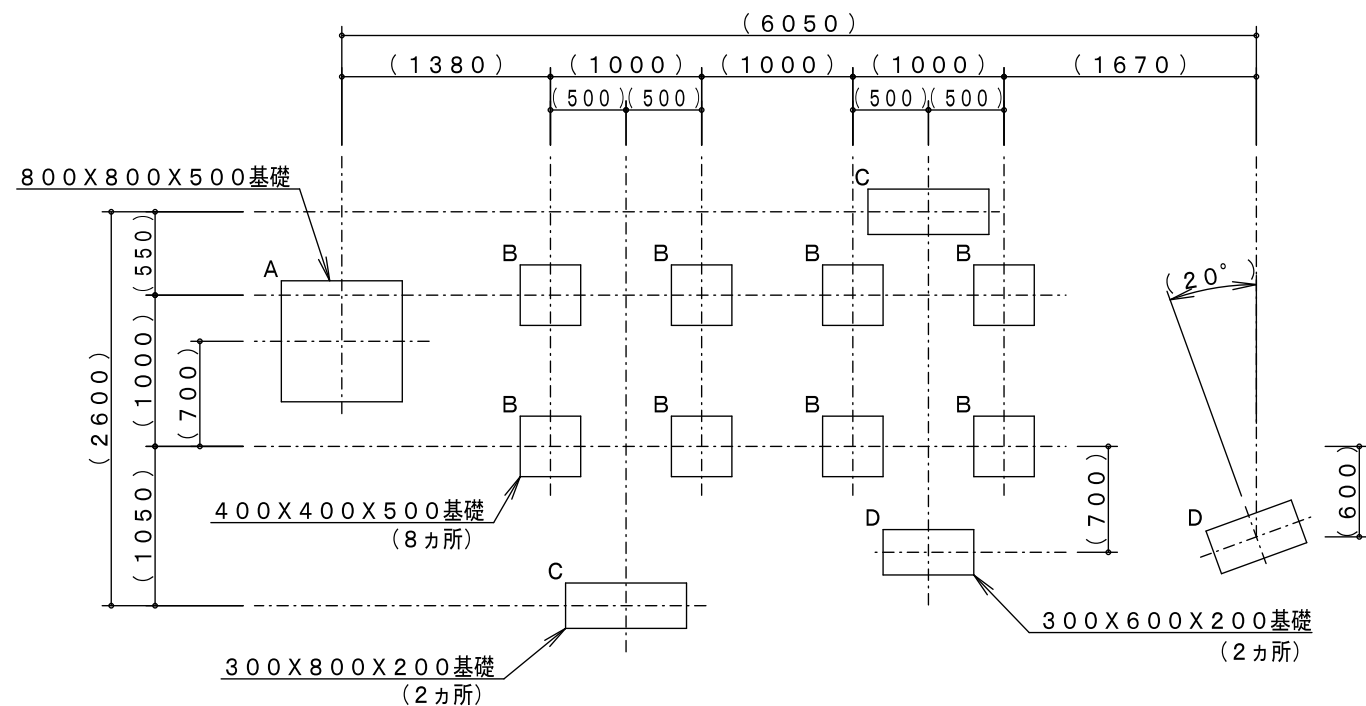 (6050)
(1380) (1000) (1000) (1000) (1670)
(500)(500) (500)(500)
800X800X500基礎
C
(550)
A
B B B B
(20°)
(2600)
(1000)
(700)
B B B B
400X400X500基礎
(8ヵ所)
(1050)
D
(700)
D
(600)
C
300X600X200基礎
(2ヵ所)
300X800X200基礎
(2ヵ所)